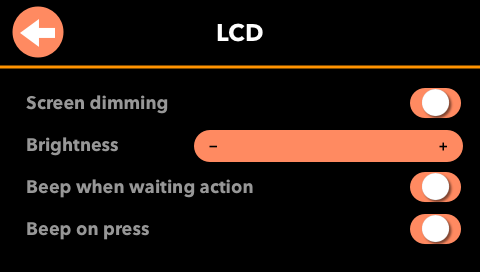 LCD
Screen dimming
Brightness - +
Beep when waiting action
Beep on press